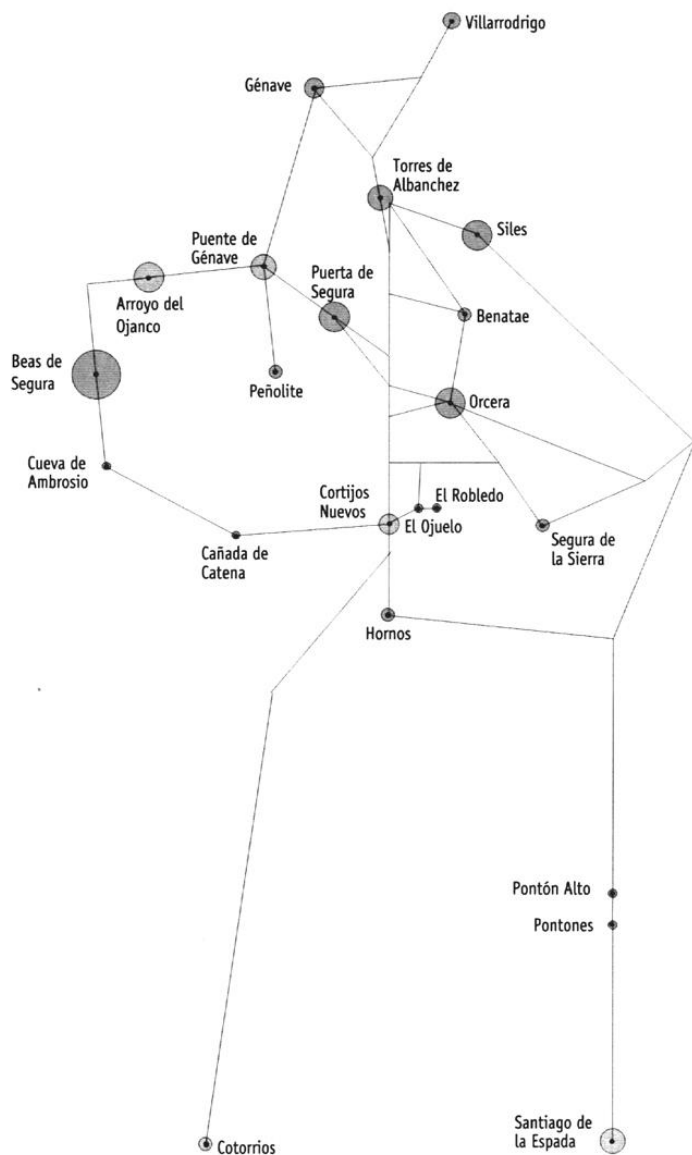 Villarrodrigo
Génave
Torres de
Albanchez
Siles
Puente de
Génave
Puerta de
Segura
Arroyo del
Ojanco
Benatae
Beas de
Segura
Peñolite
Orcera
Cueva de
Ambrosio
Cortijos
Nuevos
El Robledo
El Ojuelo
Cañada de
Catena
Segura de
la Sierra
Hornos
Pontón Alto
Pontones
Santiago de
la Espada
Cotorrios